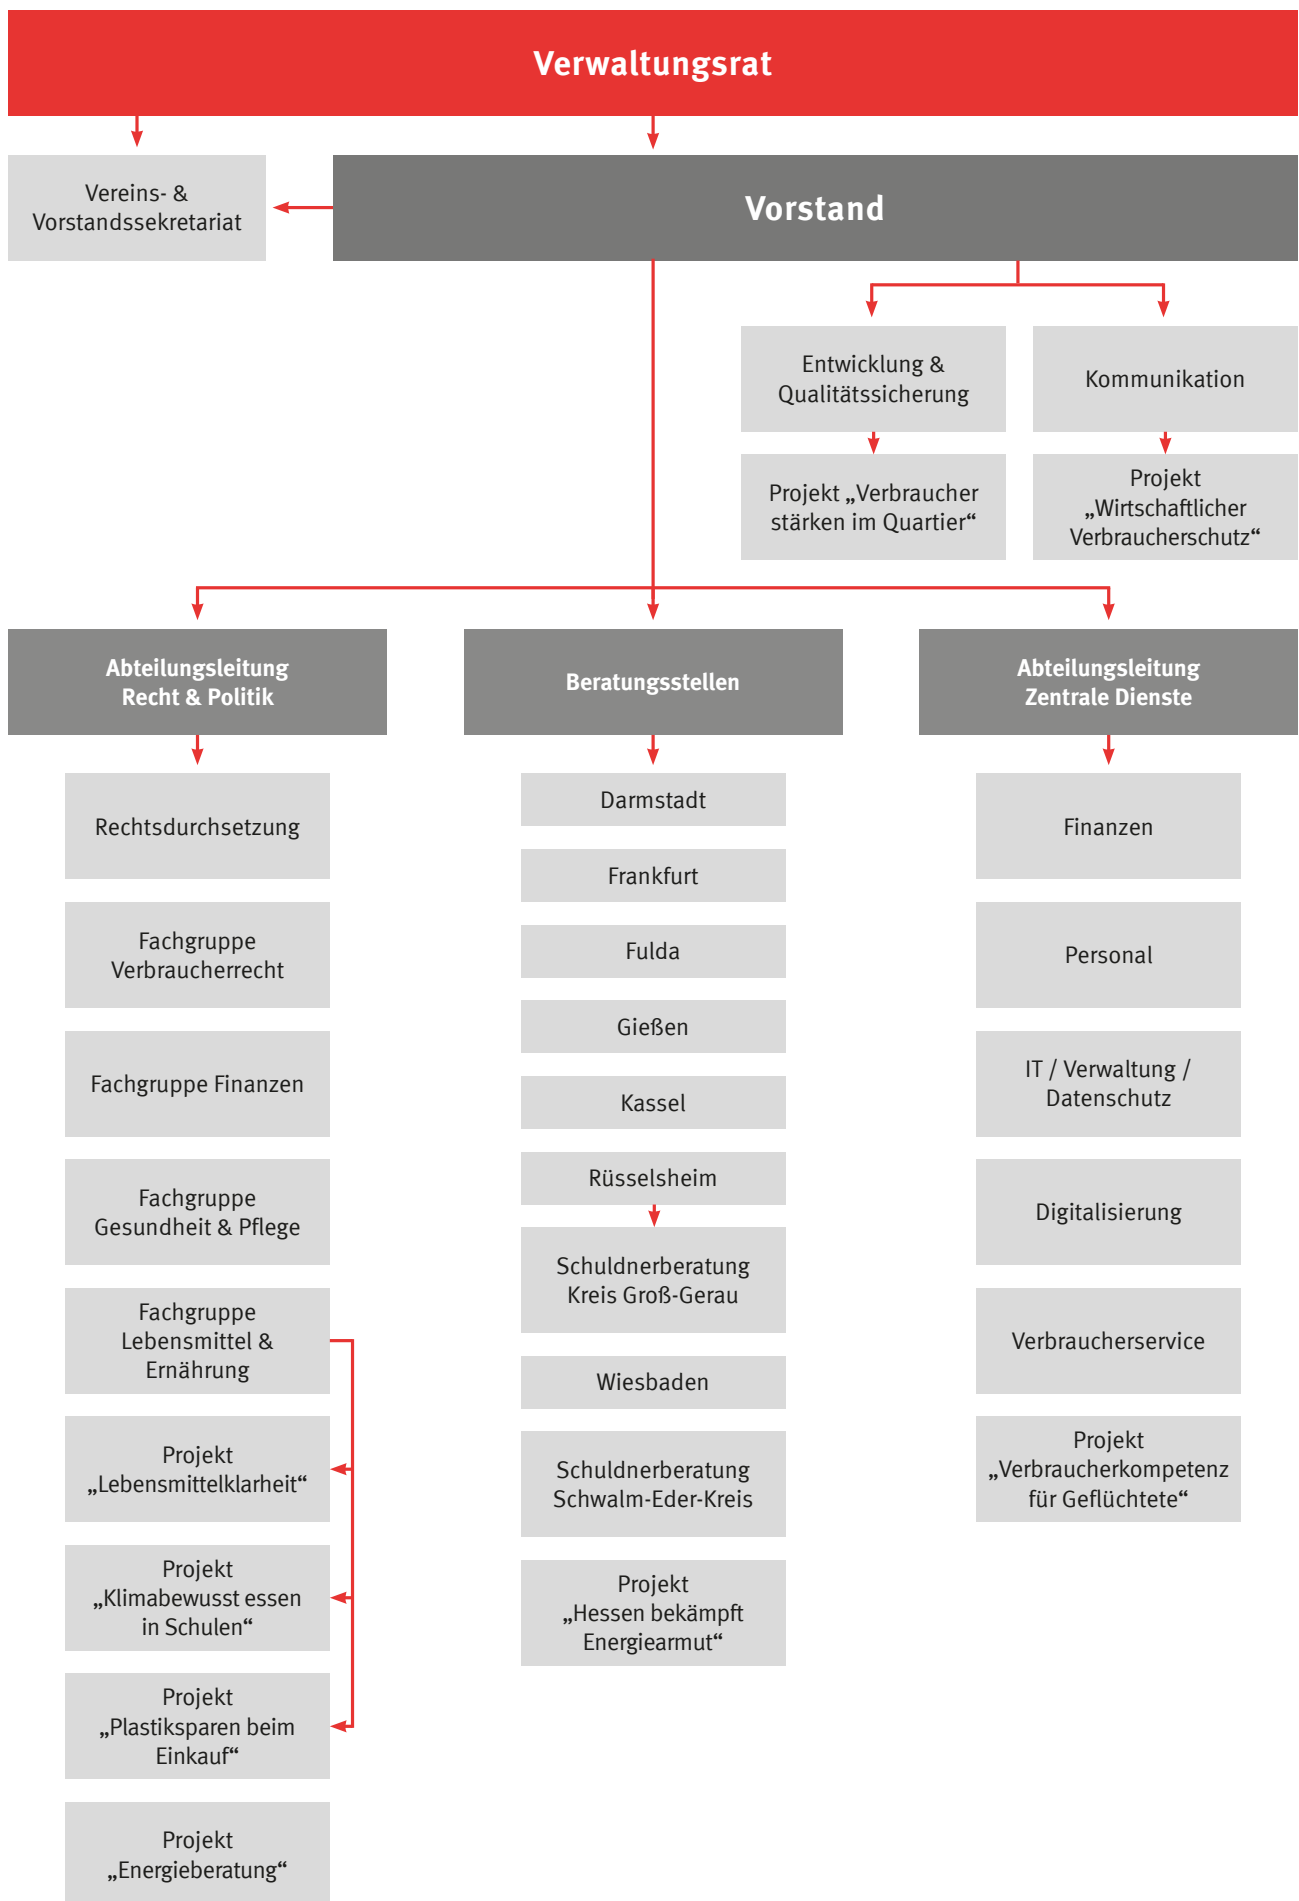 Verwaltungsrat
Vereins- &
Vorstandssekretariat
Vorstand
Entwicklung &
Qualitätssicherung
Kommunikation
Projekt „Verbraucher
stärken im Quartier“
Projekt
„Wirtschaftlicher
Verbraucherschutz“
Abteilungsleitung
Recht & Politik
Rechtsdurchsetzung
Fachgruppe
Verbraucherrecht
Fachgruppe Finanzen
Fachgruppe
Gesundheit & Pflege
Fachgruppe
Lebensmittel &
Ernährung
Projekt
„Lebensmittelklarheit“
Projekt
„Klimabewusst essen
in Schulen“
Projekt
„Plastiksparen beim
Einkauf“
Projekt
„Energieberatung“
Beratungsstellen
Darmstadt
Frankfurt
Fulda
Gießen
Kassel
Rüsselsheim
Schuldnerberatung
Kreis Groß-Gerau
Wiesbaden
Schuldnerberatung
Schwalm-Eder-Kreis
Projekt
„Hessen bekämpft
Energiearmut“
Abteilungsleitung
Zentrale Dienste
Finanzen
Personal
IT / Verwaltung /
Datenschutz
Digitalisierung
Verbraucherservice
Projekt
„Verbraucherkompetenz
für Geflüchtete“